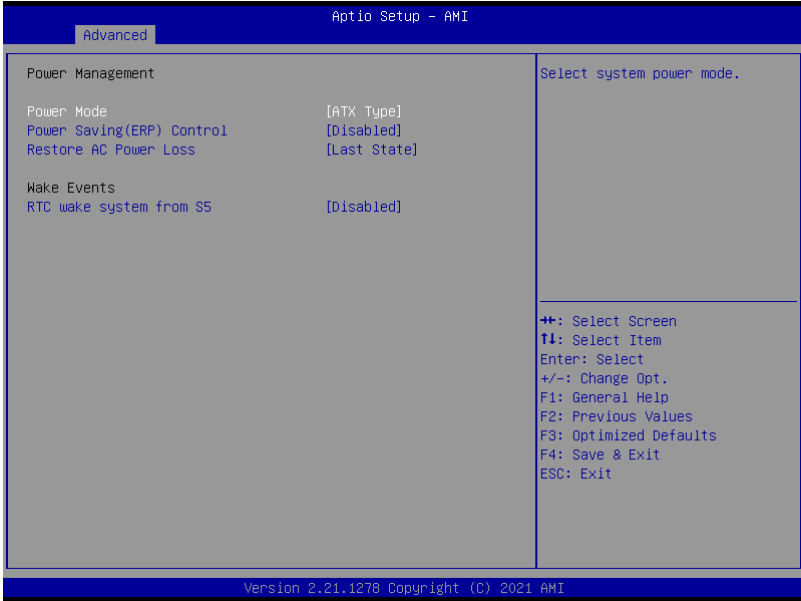 Aptio Setup – AMI
Advanced
Power Management
Power Mode [ATX Type]
Power Saving(ERP) Control [Disabled]
Restore AC Power Loss [Last State]
Wake Events
RTC wake system from S5 [Disabled]
Select system power mode.
→←: Select Screen
↑↓: Select Item
Enter: Select
+/-: Change Opt.
F1: General Help
F2: Previous Values
F3: Optimized Defaults
F4: Save & Exit
ESC: Exit
Version 2.21.1278 Copyright (C) 2021 AMI